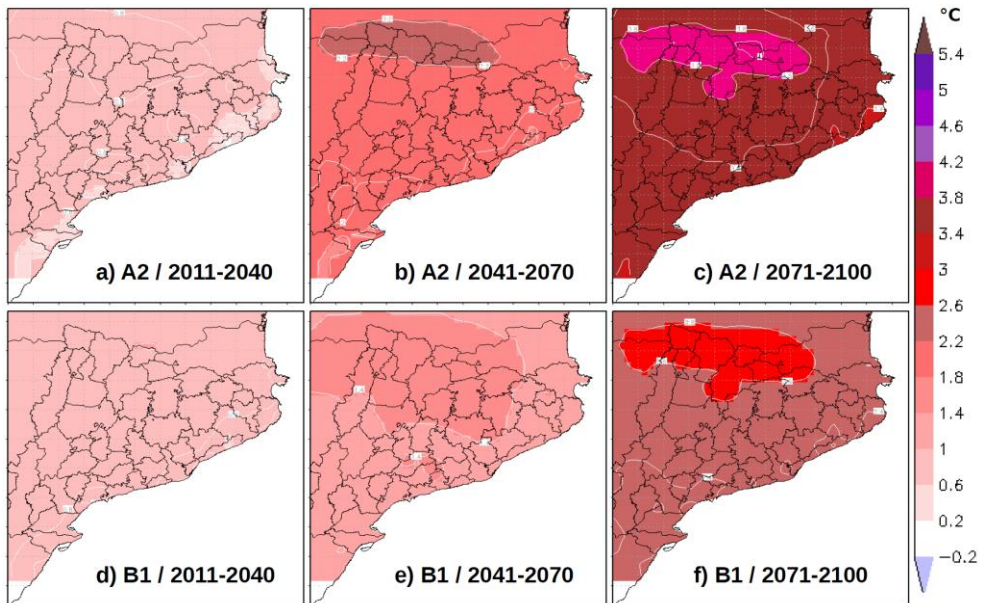 °C
5.4
5
4.6
4.2
3.8
3.4
3
2.6
2.2
1.8
1.4
1
0.6
0.2
−0.2
a) A2 / 2011-2040
b) A2 / 2041-2070
c) A2 / 2071-2100
d) B1 / 2011-2040
e) B1 / 2041-2070
f) B1 / 2071-2100